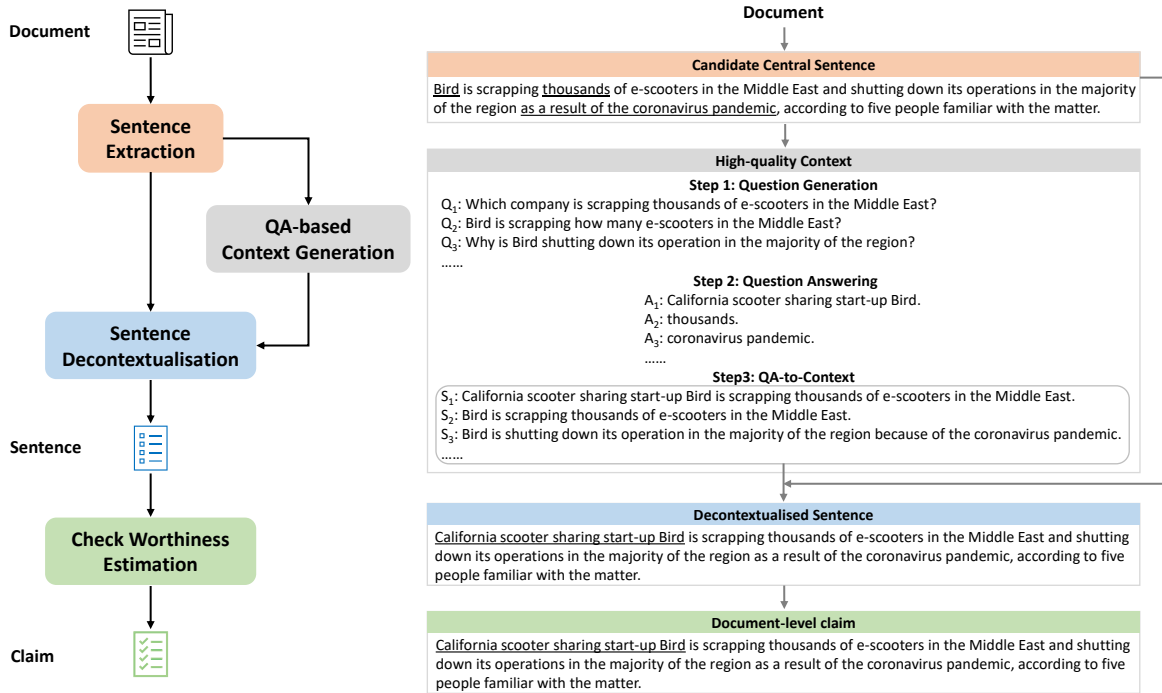 Document
Sentence
Extraction
QA-based
Context Generation
Sentence
Decontextualisation
Sentence
Check Worthiness
Estimation
Claim
Document
Candidate Central Sentence
Bird is scrapping thousands of e-scooters in the Middle East and shutting down its operations in the majority
of the region as a result of the coronavirus pandemic, according to five people familiar with the matter.
High-quality Context
Step 1: Question Generation
Q1: Which company is scrapping thousands of e-scooters in the Middle East?
Q2: Bird is scrapping how many e-scooters in the Middle East?
Q3: Why is Bird shutting down its operation in the majority of the region?
......
Step 2: Question Answering
A1: California scooter sharing start-up Bird.
A2: thousands.
A3: coronavirus pandemic.
......
Step3: QA-to-Context
S1: California scooter sharing start-up Bird is scrapping thousands of e-scooters in the Middle East.
S2: Bird is scrapping thousands of e-scooters in the Middle East.
S3: Bird is shutting down its operation in the majority of the region because of the coronavirus pandemic.
......
Decontextualised Sentence
California scooter sharing start-up Bird is scrapping thousands of e-scooters in the Middle East and shutting
down its operations in the majority of the region as a result of the coronavirus pandemic, according to five
people familiar with the matter.
Document-level claim
California scooter sharing start-up Bird is scrapping thousands of e-scooters in the Middle East and shutting
down its operations in the majority of the region as a result of the coronavirus pandemic, according to five
people familiar with the matter.